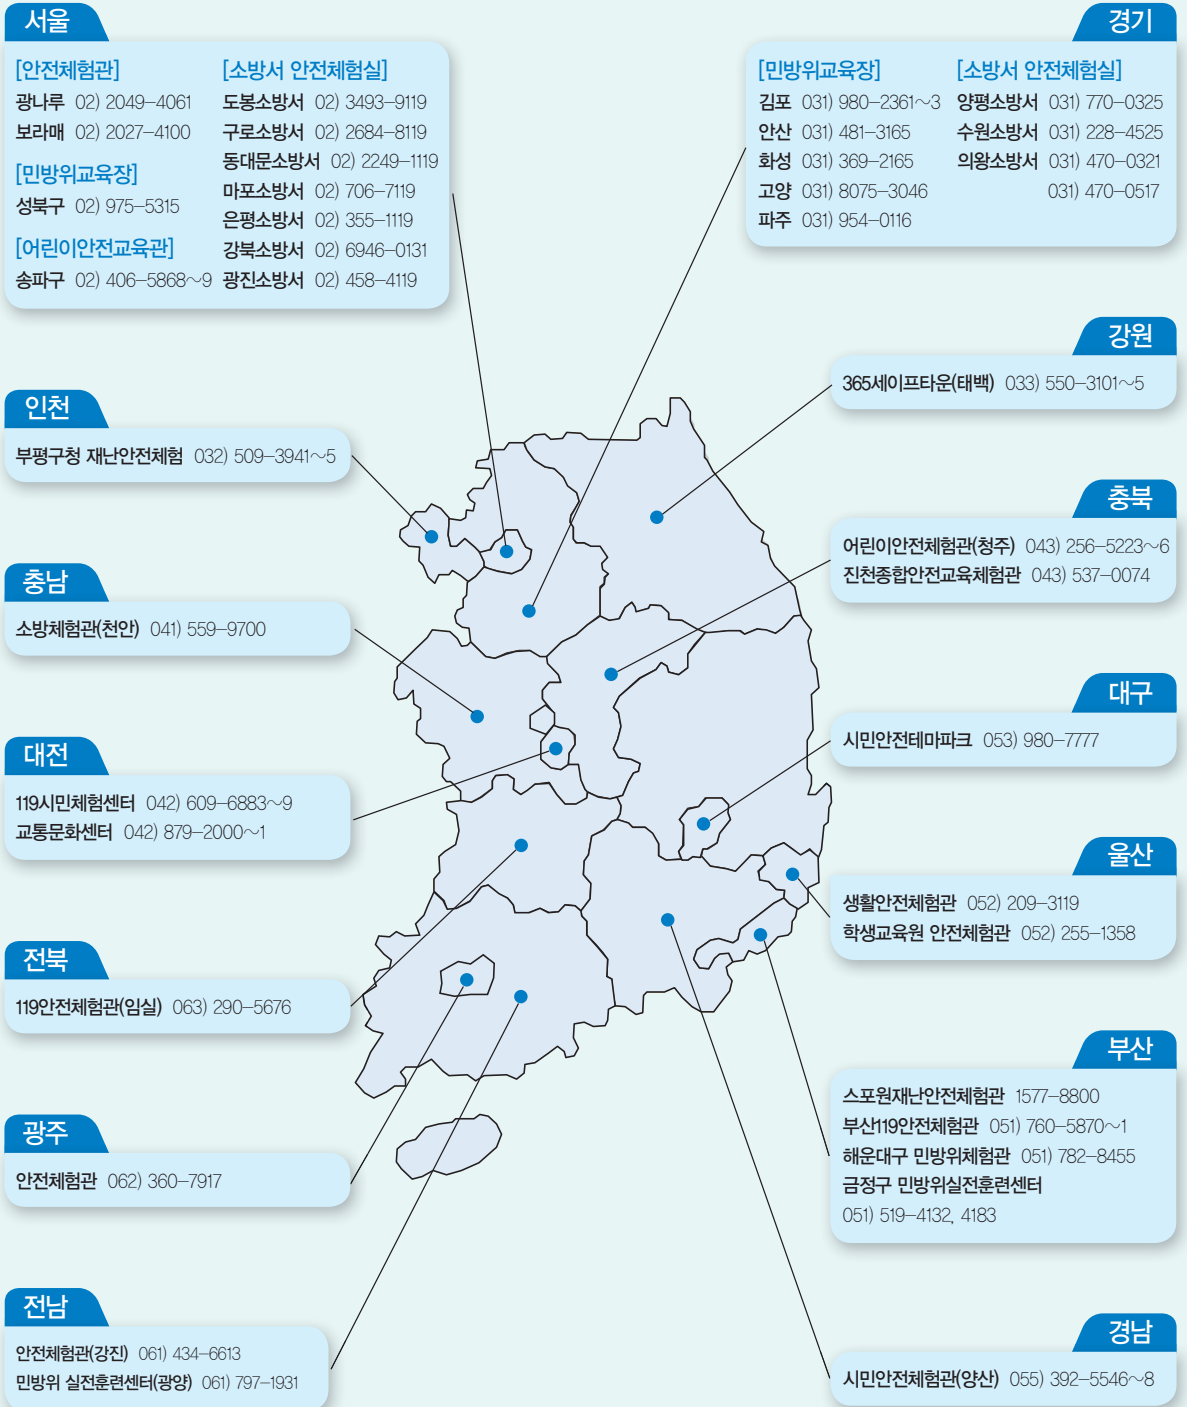 서울
[안전체험관]
광나루 02) 2049-4061
보라매 02) 2027-4100
[민방위교육장]
성북구 02) 975-5315
[어린이안전교육관]
송파구 02) 406-5868~9
[소방서 안전체험실]
도봉소방서 02) 3493-9119
구로소방서 02) 2684-8119
동대문소방서 02) 2249-1119
마포소방서 02) 706-7119
은평소방서 02) 355-1119
강북소방서 02) 6946-0131
광진소방서 02) 458-4119
경기
[민방위교육장]
김포 031) 980-2361~3
안산 031) 481-3165
화성 031) 369-2165
고양 031) 8075-3046
파주 031) 954-0116
[소방서 안전체험실]
양평소방서 031) 770-0325
수원소방서 031) 228-4525
의왕소방서 031) 470-0321
031) 470-0517
강원
365세이프타운(태백) 033) 550-3101~5
인천
부평구청 재난안전체험 032) 509-3941~5
충북
어린이안전체험관(청주) 043) 256-5223~6
진천종합안전교육체험관 043) 537-0074
충남
소방체험관(천안) 041) 559-9700
대구
시민안전테마파크 053) 980-7777
대전
119시민체험센터 042) 609-6883~9
교통문화센터 042) 879-2000~1
울산
생활안전체험관 052) 209-3119
학생교육원 안전체험관 052) 255-1358
전북
119안전체험관(임실) 063) 290-5676
부산
스포원재난안전체험관 1577-8800
부산119안전체험관 051) 760-5870~1
해운대구 민방위체험관 051) 782-8455
금정구 민방위실전훈련센터
051) 519-4132, 4183
광주
안전체험관 062) 360-7917
전남
안전체험관(강진) 061) 434-6613
민방위 실전훈련센터(광양) 061) 797-1931
경남
시민안전체험관(양산) 055) 392-5546~8